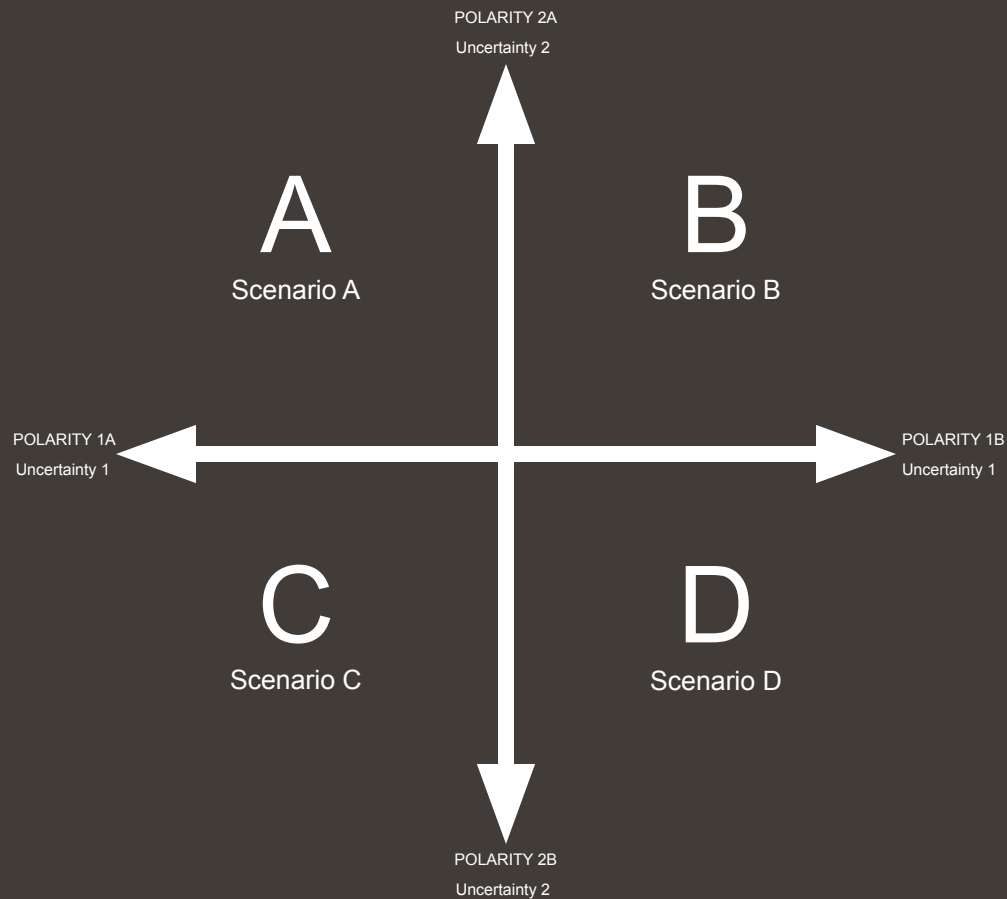 POLARITY 2A
Uncertainty 2
A
Scenario A
B
Scenario B
POLARITY 1A
Uncertainty 1
POLARITY 1B
Uncertainty 1
C
Scenario C
D
Scenario D
POLARITY 2B
Uncertainty 2